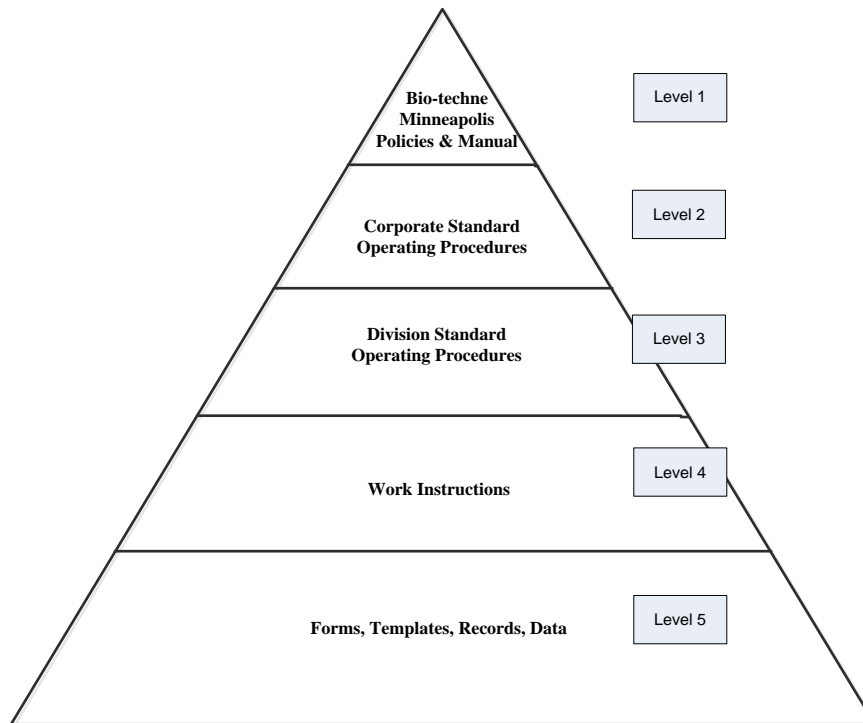 Bio-techne
Minneapolis
Policies & Manual
Level 1
Corporate Standard
Operating Procedures
Level 2
Division Standard
Operating Procedures
Level 3
Work Instructions
Level 4
Forms, Templates, Records, Data
Level 5